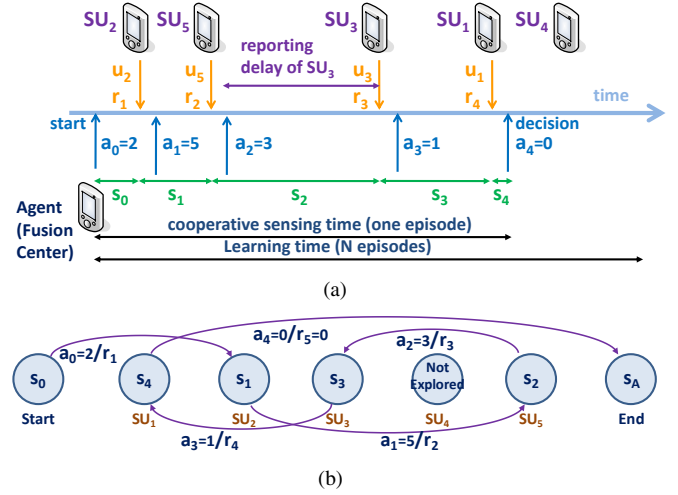 SU2 SU5 SU3 SU1 SU4
reporting
delay of SU3
u2 u5 u3 u1
r1 r2 r3 r4
time
start decision
a0=2 a1=5 a2=3 a3=1 a4=0
s0 s1 s2 s3 s4
Agent
(Fusion
Center)
cooperative sensing time (one episode)
Learning time (N episodes)
(a)
a4=0/r5=0
a0=2/r1 a2=3/r3
s0 s4 s1 s3 Not
Explored s2 sA
Start SU1 SU2 SU3 SU4 SU5 End
a3=1/r4 a1=5/r2
(b)